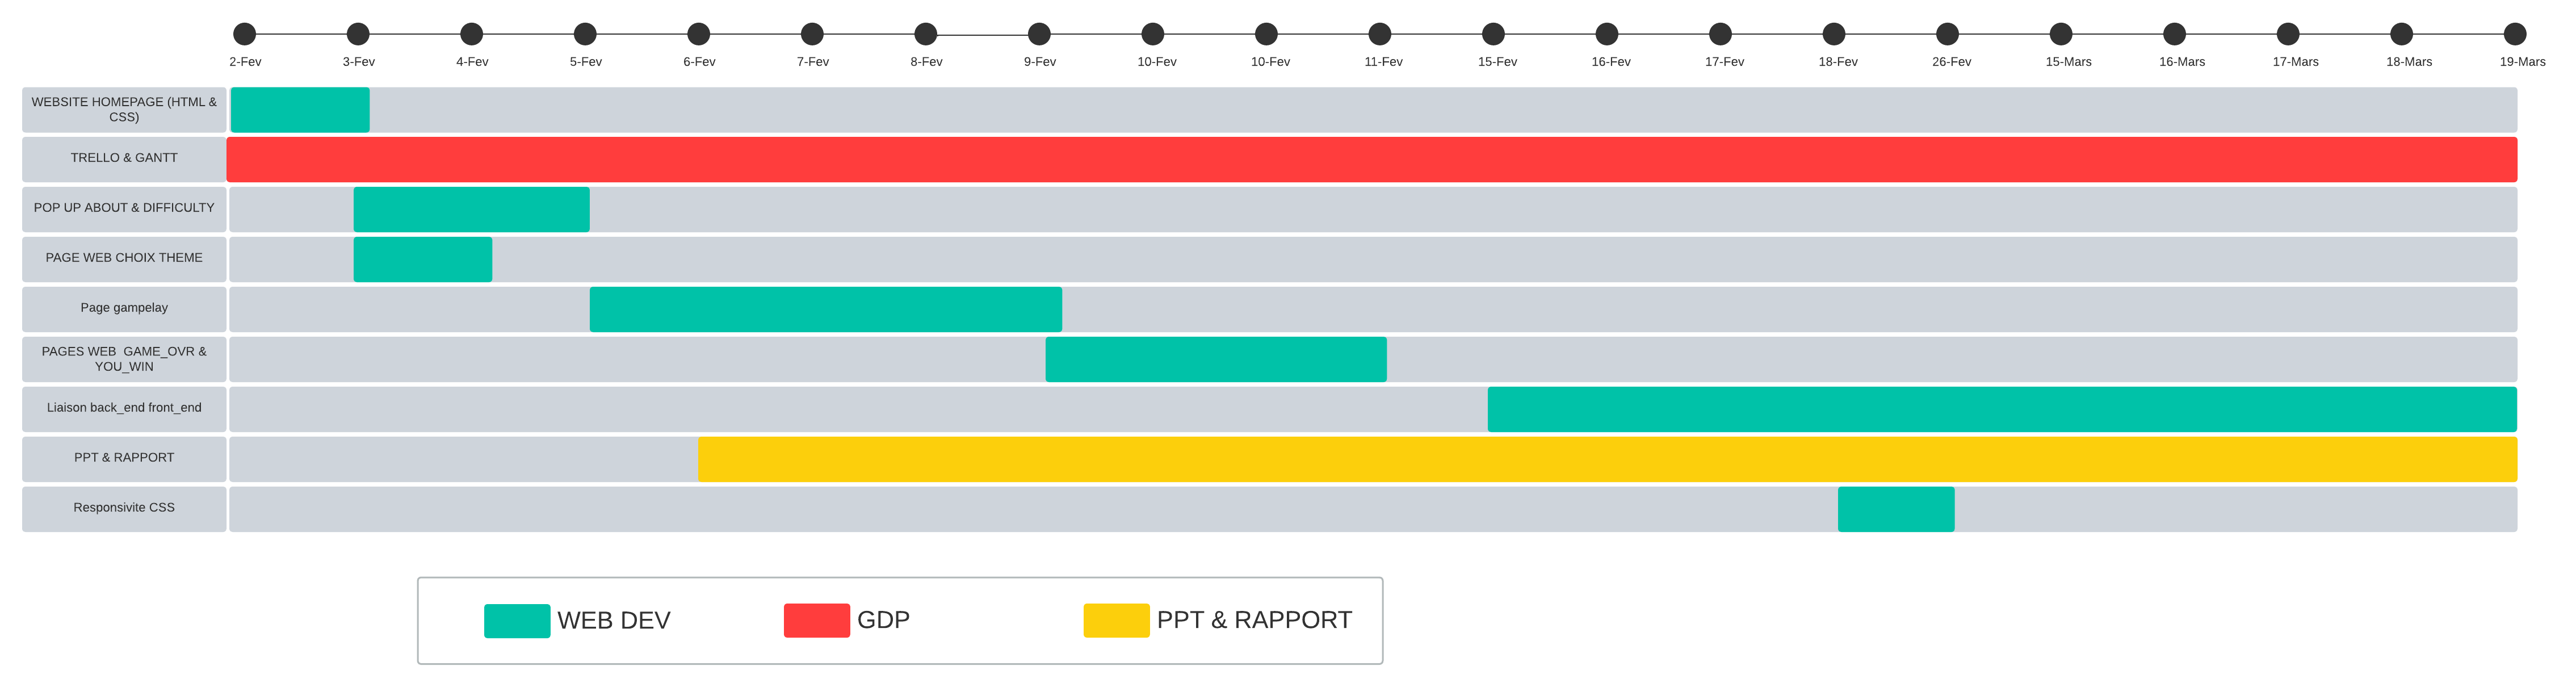 2-Fev 3-Fev 4-Fev 5-Fev 6-Fev 7-Fev 8-Fev 9-Fev 10-Fev 10-Fev 11-Fev 15-Fev 16-Fev 17-Fev 18-Fev 26-Fev 15-Mars 16-Mars 17-Mars 18-Mars 19-Mars
WEBSITE HOMEPAGE (HTML &
CSS)
TRELLO & GANTT
POP UP ABOUT & DIFFICULTY
PAGE WEB CHOIX THEME
Page gampelay
PAGES WEB  GAME_OVR &
YOU_WIN
Liaison back_end front_end
PPT & RAPPORT
Responsivite CSS
WEB DEV GDP PPT & RAPPORT